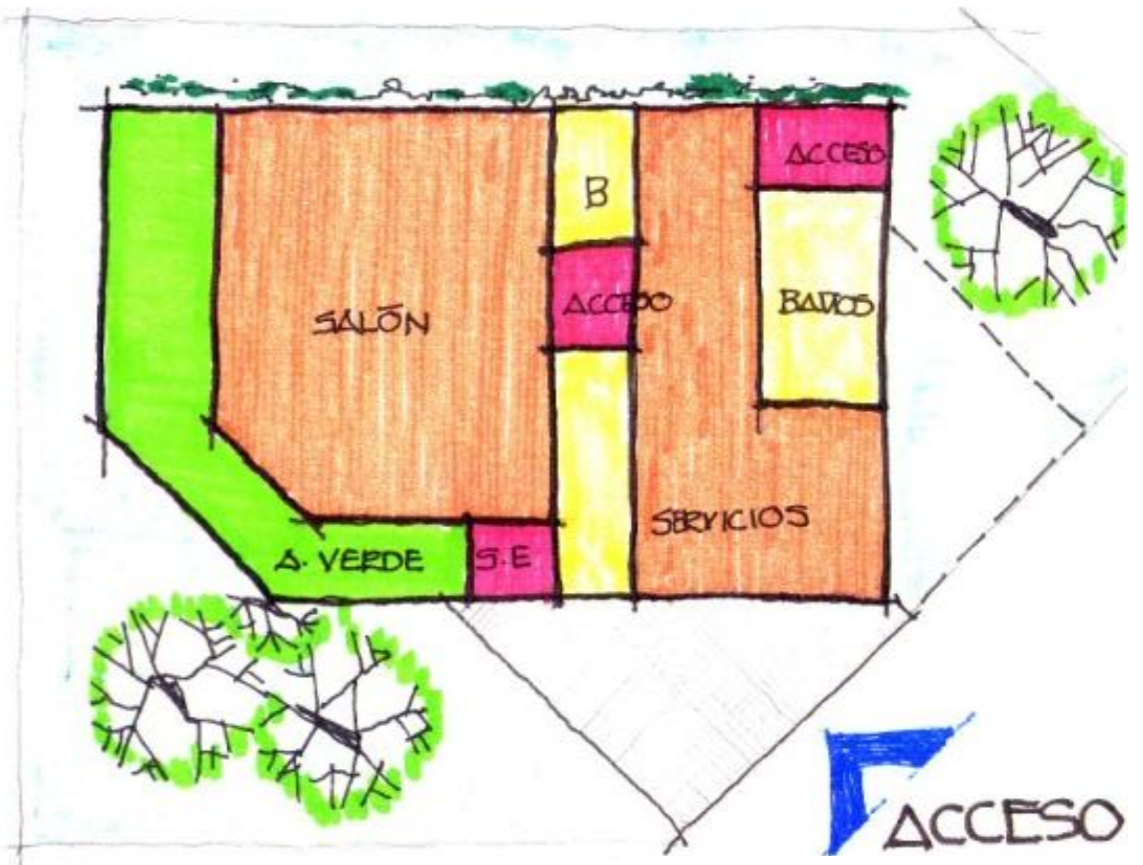 ACCESO
B
ACCESO
BAÑOS
SALÓN
SERVICIOS
A. VERDE
S.E
ACCESO